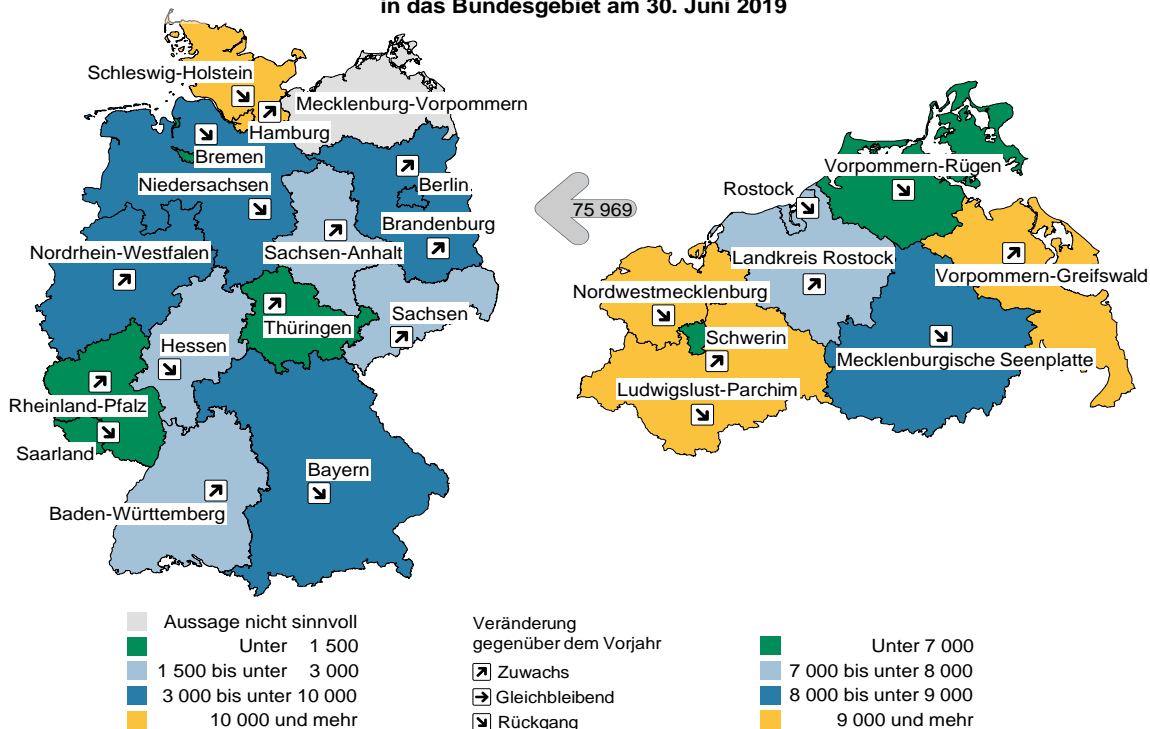 in das Bundesgebiet am 30. Juni 2019
Schleswig-Holstein
Mecklenburg-Vorpommern
Hamburg
Bremen
Niedersachsen
Berlin
Brandenburg
Nordrhein-Westfalen
Sachsen-Anhalt
Sachsen
Thüringen
Hessen
Rheinland-Pfalz
Saarland
Bayern
Baden-Württemberg
75 969
Vorpommern-Rügen
Rostock
Landkreis Rostock
Vorpommern-Greifswald
Nordwestmecklenburg
Schwerin
Mecklenburgische Seenplatte
Ludwigslust-Parchim
Aussage nicht sinnvoll
Unter 1 500
1 500 bis unter 3 000
3 000 bis unter 10 000
10 000 und mehr
Veränderung
gegenüber dem Vorjahr
Zuwachs
Gleichbleibend
Rückgang
Unter 7 000
7 000 bis unter 8 000
8 000 bis unter 9 000
9 000 und mehr